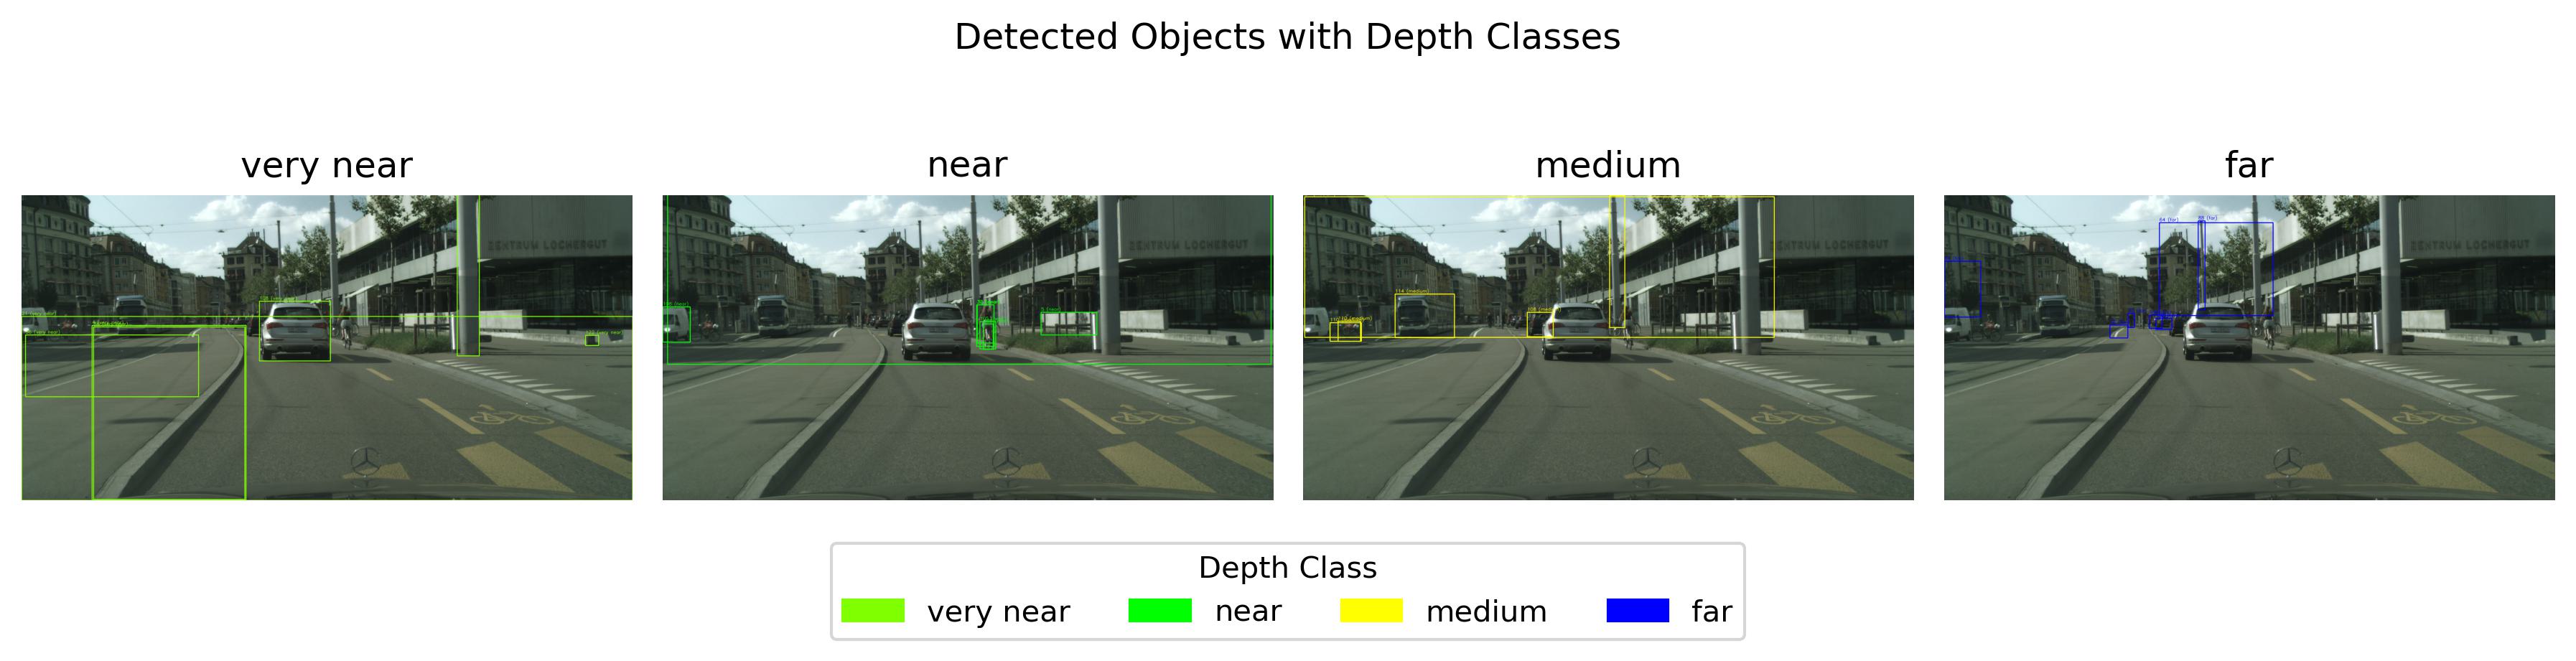 Detected Objects with Depth Classes
very near
near
medium
far
ZENTRUM LOCHERGUT
ZENTRUM LOCHERGUT
ZENTRUM LOCHERGUT
ZENTRUM LOCHERGUT
Depth Class
very near
near
medium
far